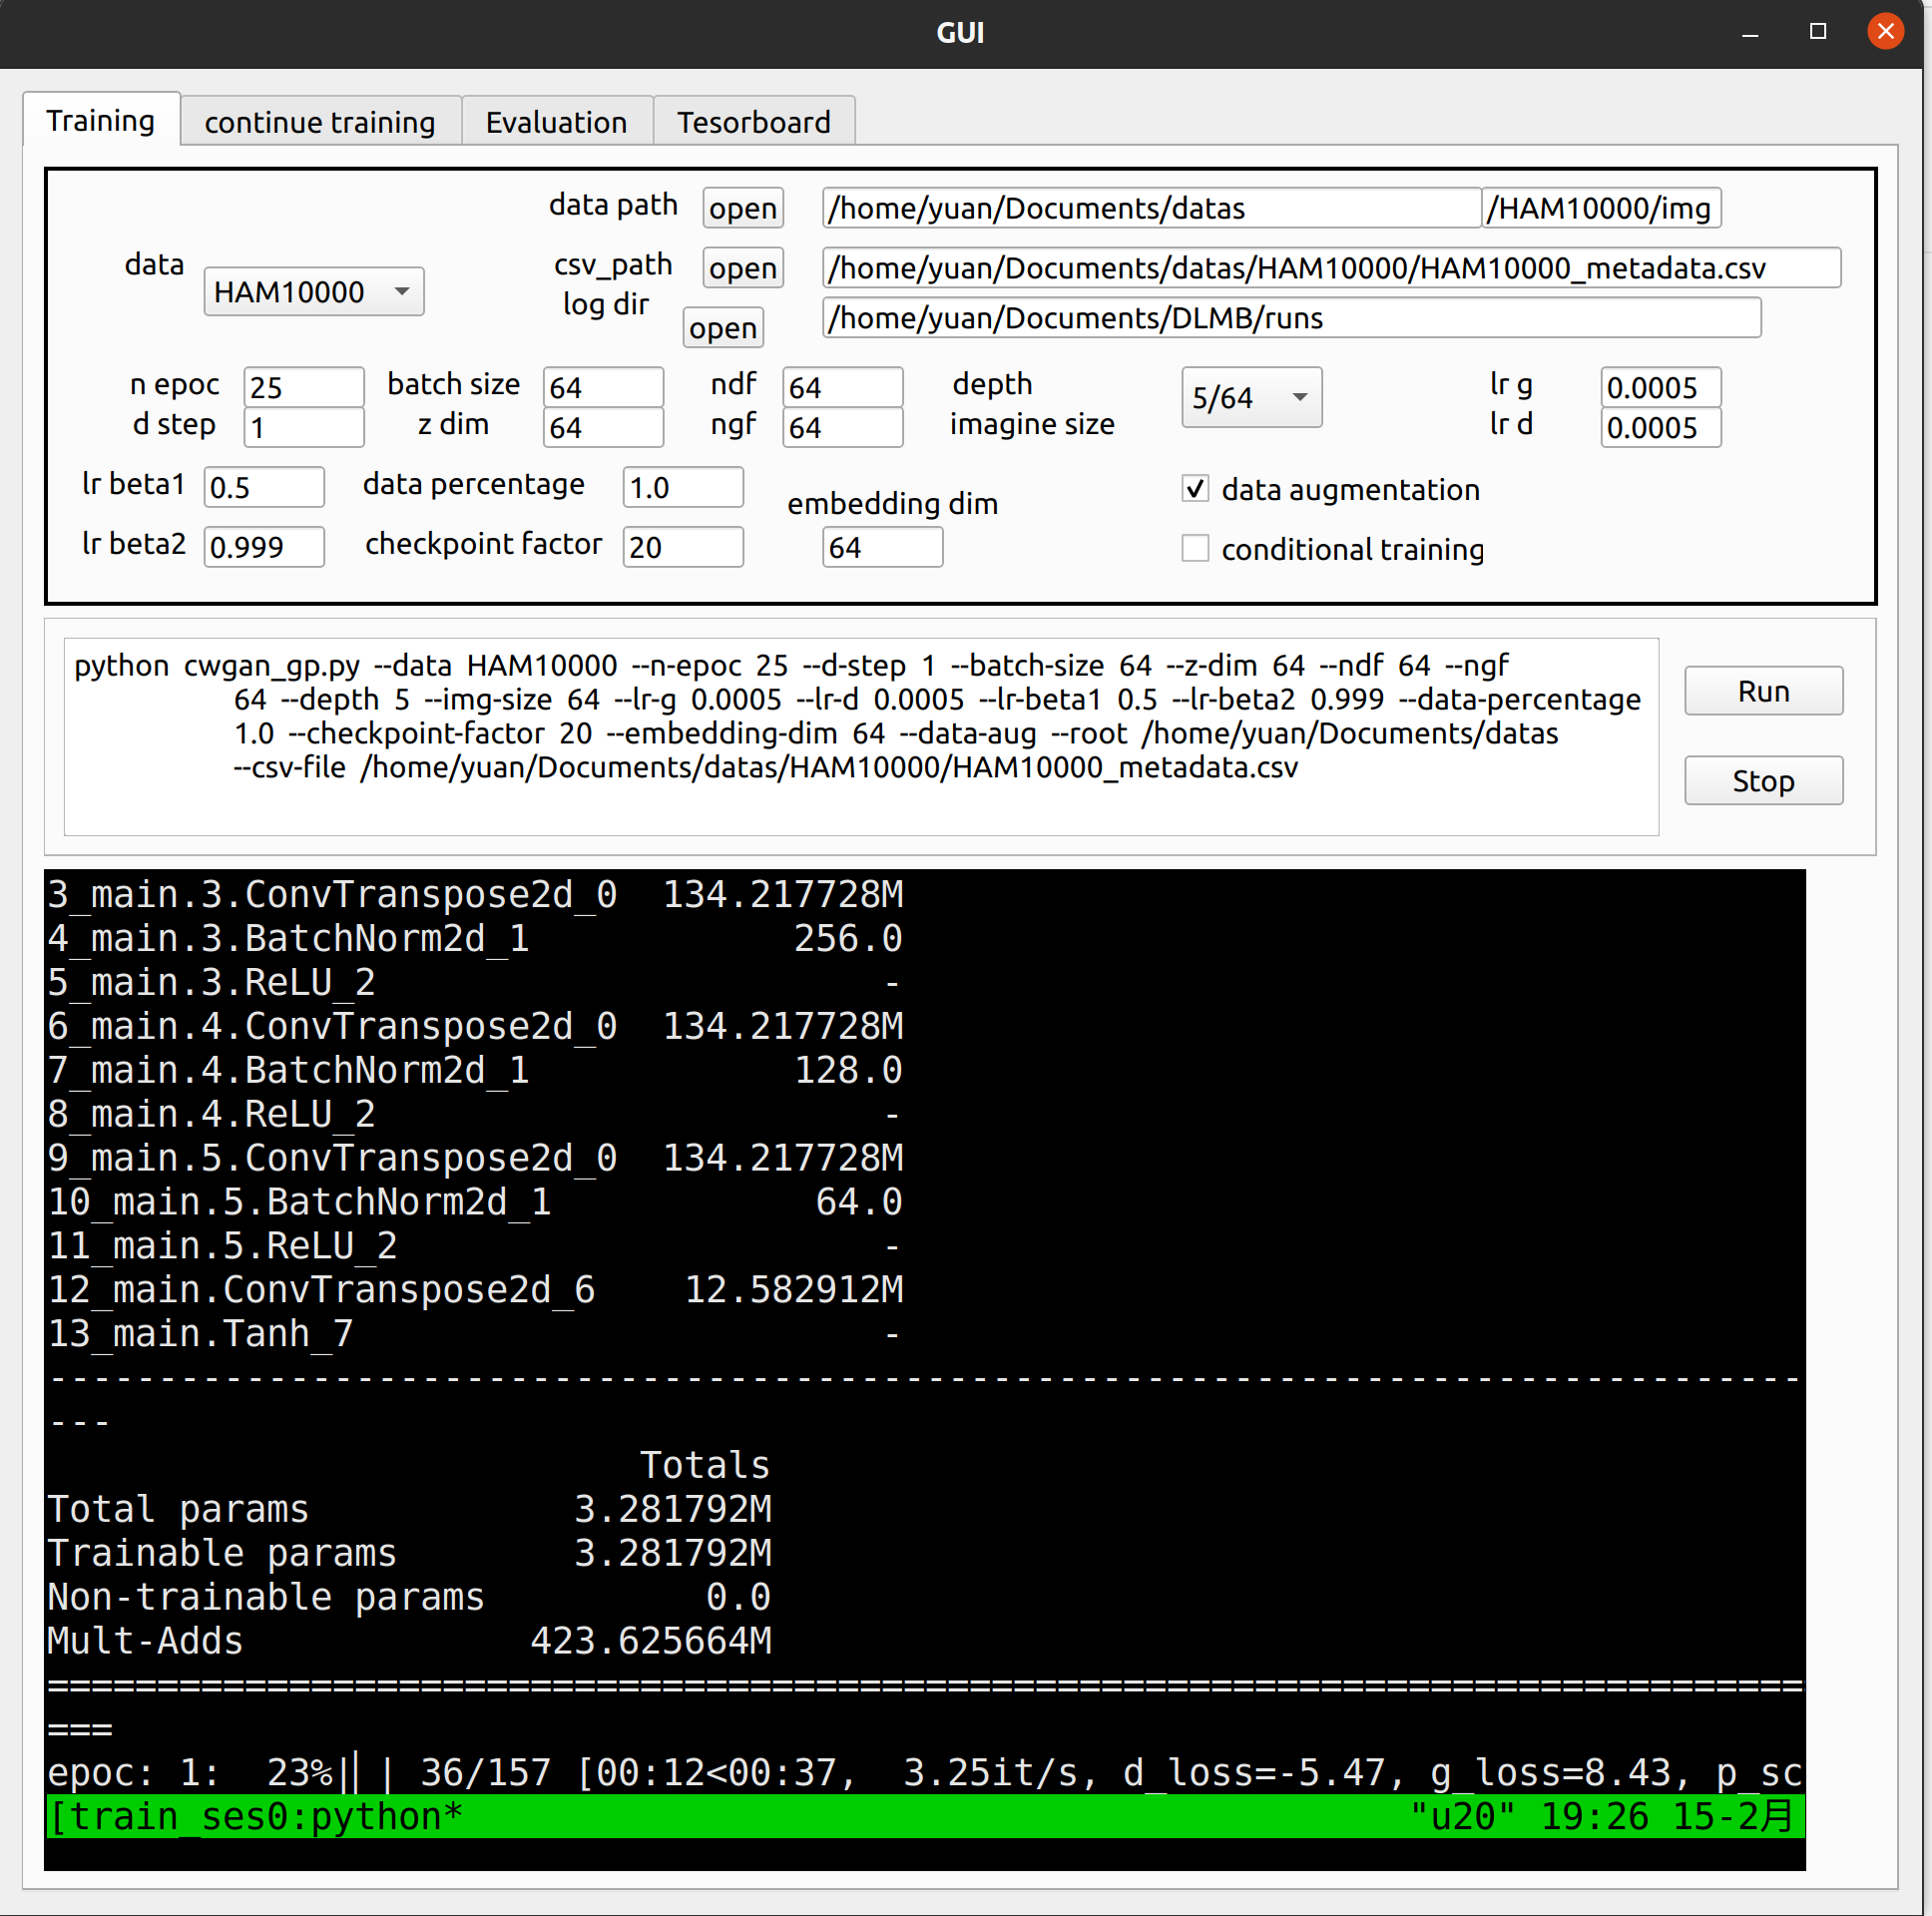 GUI
Training continue training Evaluation Tesorboard
data path open /home/yuan/Documents/datas /HAM10000/img
data HAM10000 csv_path open /home/yuan/Documents/datas/HAM10000/HAM10000_metadata.csv
log dir open /home/yuan/Documents/DLMB/runs
n epoc 25 batch size 64 ndf 64 depth 5/64 lr g 0.0005
d step 1 z dim 64 ngf 64 imagine size lr d 0.0005
lr beta1 0.5 data percentage 1.0 embedding dim data augmentation
lr beta2 0.999 checkpoint factor 20 64 conditional training
python cwgan_gp.py --data HAM10000 --n-epoc 25 --d-step 1 --batch-size 64 --z-dim 64 --ndf 64 --ngf
64 --depth 5 --img-size 64 --lr-g 0.0005 --lr-d 0.0005 --lr-beta1 0.5 --lr-beta2 0.999 --data-percentage
1.0 --checkpoint-factor 20 --embedding-dim 64 --data-aug --root /home/yuan/Documents/datas
--csv-file /home/yuan/Documents/datas/HAM10000/HAM10000_metadata.csv
Run
Stop
3_main.3.ConvTranspose2d_0 134.217728M
4_main.3.BatchNorm2d_1 256.0
5_main.3.ReLU_2 -
6_main.4.ConvTranspose2d_0 134.217728M
7_main.4.BatchNorm2d_1 128.0
8_main.4.ReLU_2 -
9_main.5.ConvTranspose2d_0 134.217728M
10_main.5.BatchNorm2d_1 64.0
11_main.5.ReLU_2 -
12_main.ConvTranspose2d_6 12.582912M
13_main.Tanh_7 -
---------------------------------------------------------------------------------
---
Totals
Total params 3.281792M
Trainable params 3.281792M
Non-trainable params 0.0
Mult-Adds 423.625664M
=================================================================================
===
epoc: 1: 23%|| | 36/157 [00:12<00:37, 3.25it/s, d_loss=-5.47, g_loss=8.43, p_sc
[train_ses0:python* "u20" 19:26 15-2月